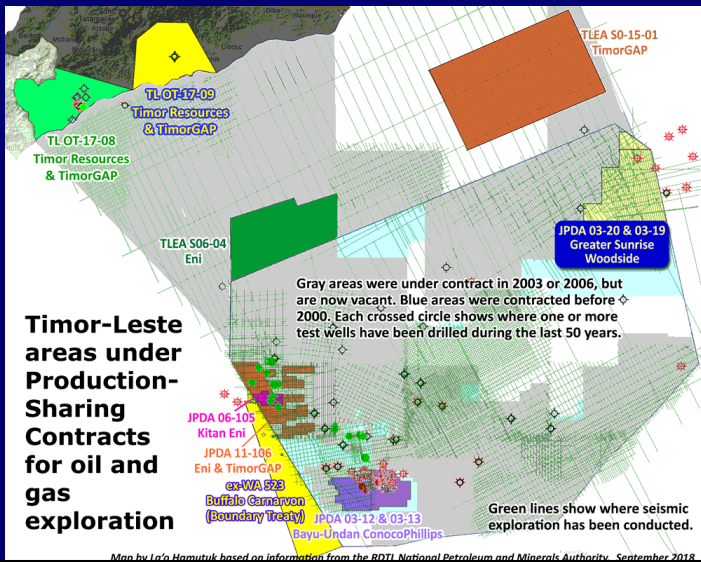 TLEA S0-15-01
TimorGAP
TL OT-17-09
Timor Resources
& TimorGAP
TL OT-17-08
Timor Resources
& TimorGAP
JPDA 03-20 & 03-19
Greater Sunrise
Woodside
TLEA S06-04
Eni
Gray areas were under contract in 2003 or 2006, but
are now vacant. Blue areas were contracted before
2000. Each crossed circle shows where one or more
test wells have been drilled during the last 50 years.
Timor-Leste
areas under
Production-
Sharing
Contracts
for oil and
gas
exploration
JPDA 06-105
Kitan Eni
JPDA 11-106
Eni & TimorGAP
ex-WA 523
Buffalo Carnarvon
(Boundary Treaty)
JPDA 03-12 & 03-13
Bayu-Undan ConocoPhillips
Green lines show where seismic
exploration has been conducted.
Map by La'o Hamutuk based on information from the RDTL National Petroleum and Minerals Authority. September 2018